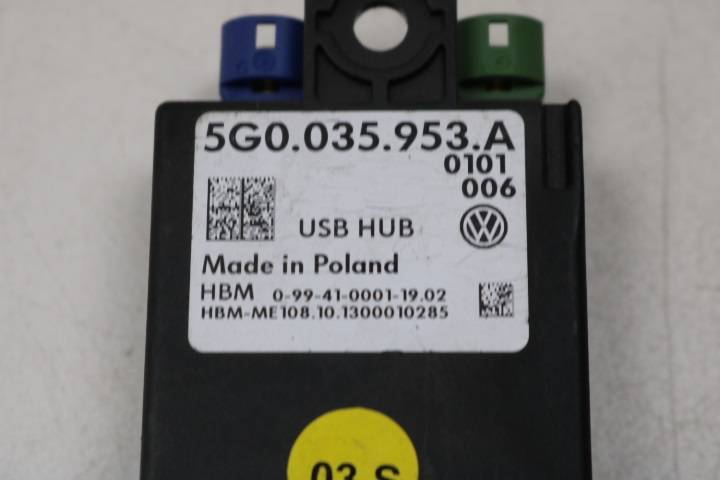 5G0.035.953.A
0101
006
USB HUB
Made in Poland
HBM 0-99-41-0001-19.02
HBM-ME108.10.1300010285
03 S